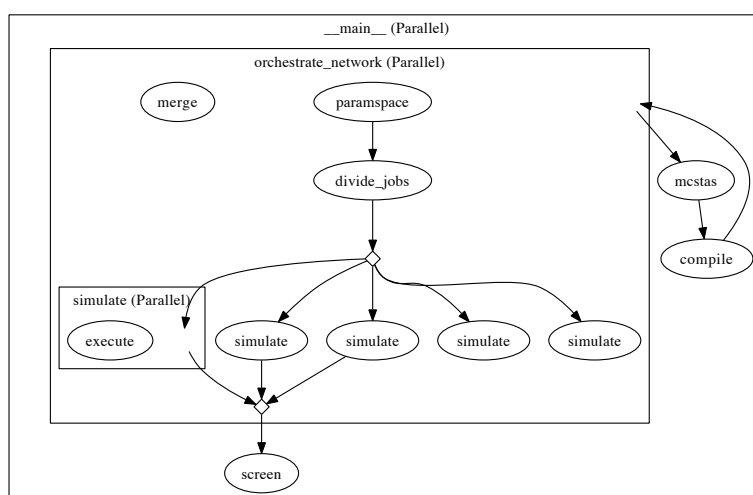 __main__ (Parallel)
orchestrate_network (Parallel)
merge
paramspace
divide_jobs
mcstas
compile
simulate (Parallel)
execute
simulate
simulate
simulate
simulate
screen